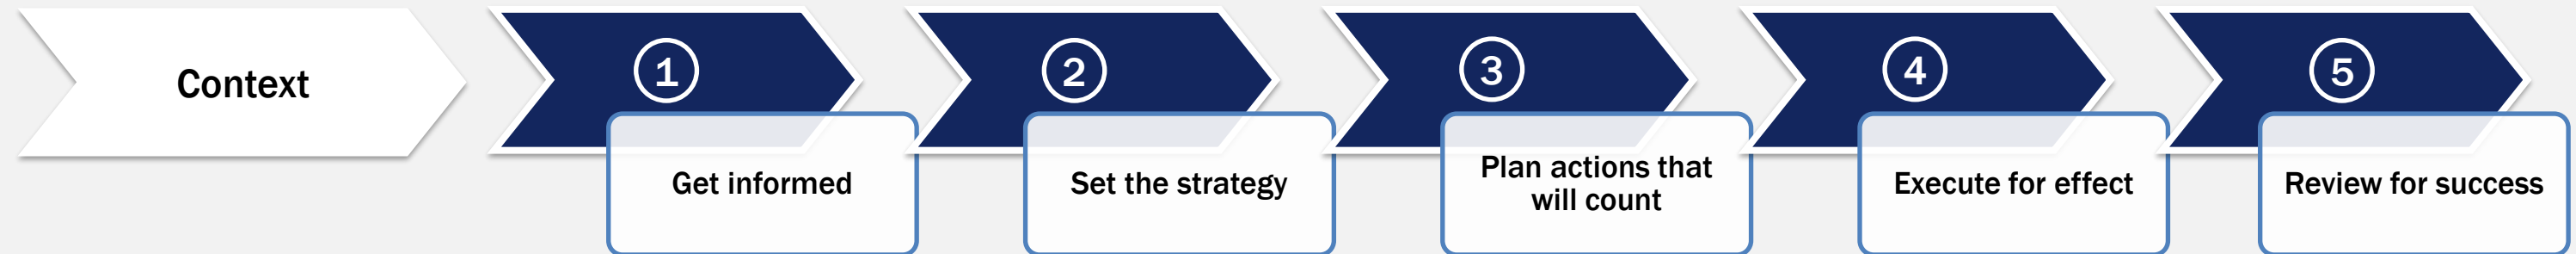 Context
1
Get informed
2
Set the strategy
3
Plan actions that
will count
4
Execute for effect
5
Review for success